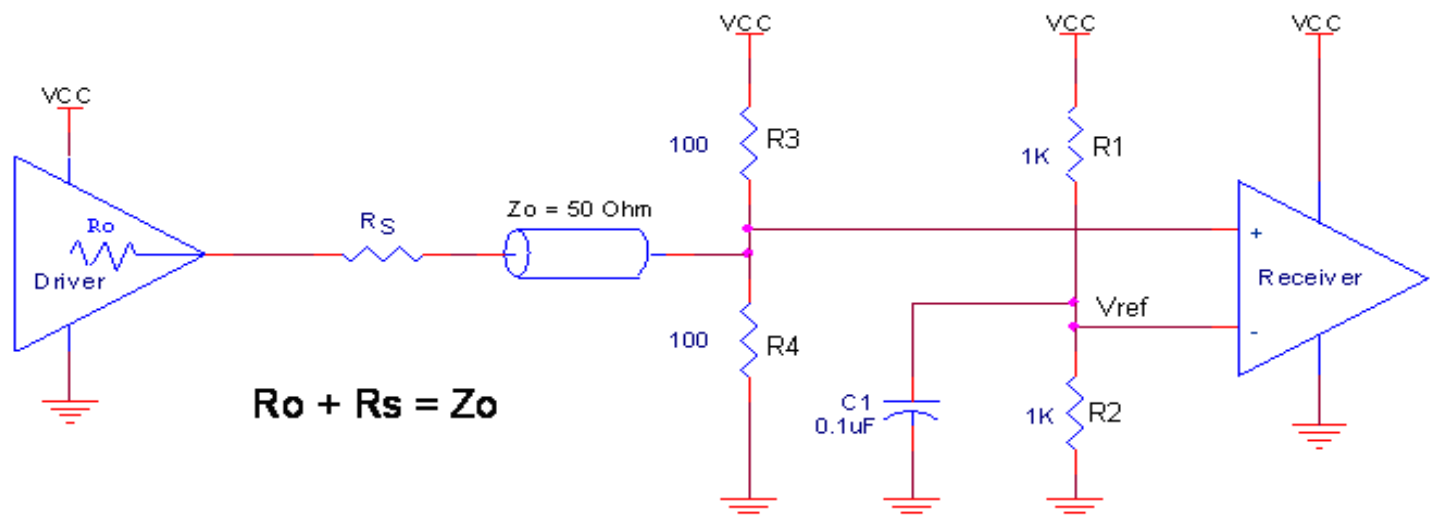 VCC
VCC
VCC
VCC
R3
100
1K
R1
Zo = 50 Ohm
Ro
RS
+
Driver
Receiver
Vref
-
100
R4
Ro + Rs = Zo
C1
0.1uF
1K
R2